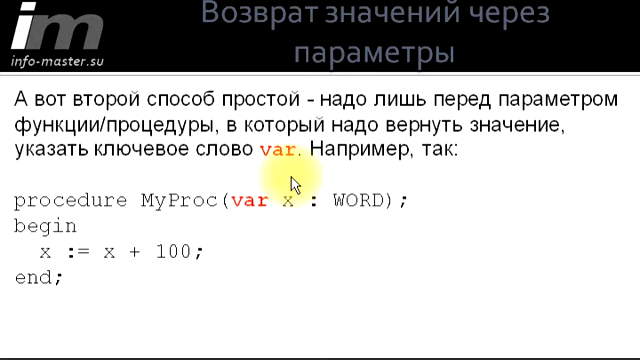 Возврат значений через
параметры
im
info-master.su
А вот второй способ простой - надо лишь перед параметром
функции/процедуры, в который надо вернуть значение,
указать ключевое слово var. Например, так:
procedure MyProc(var x : WORD);
begin
x := x + 100;
end;